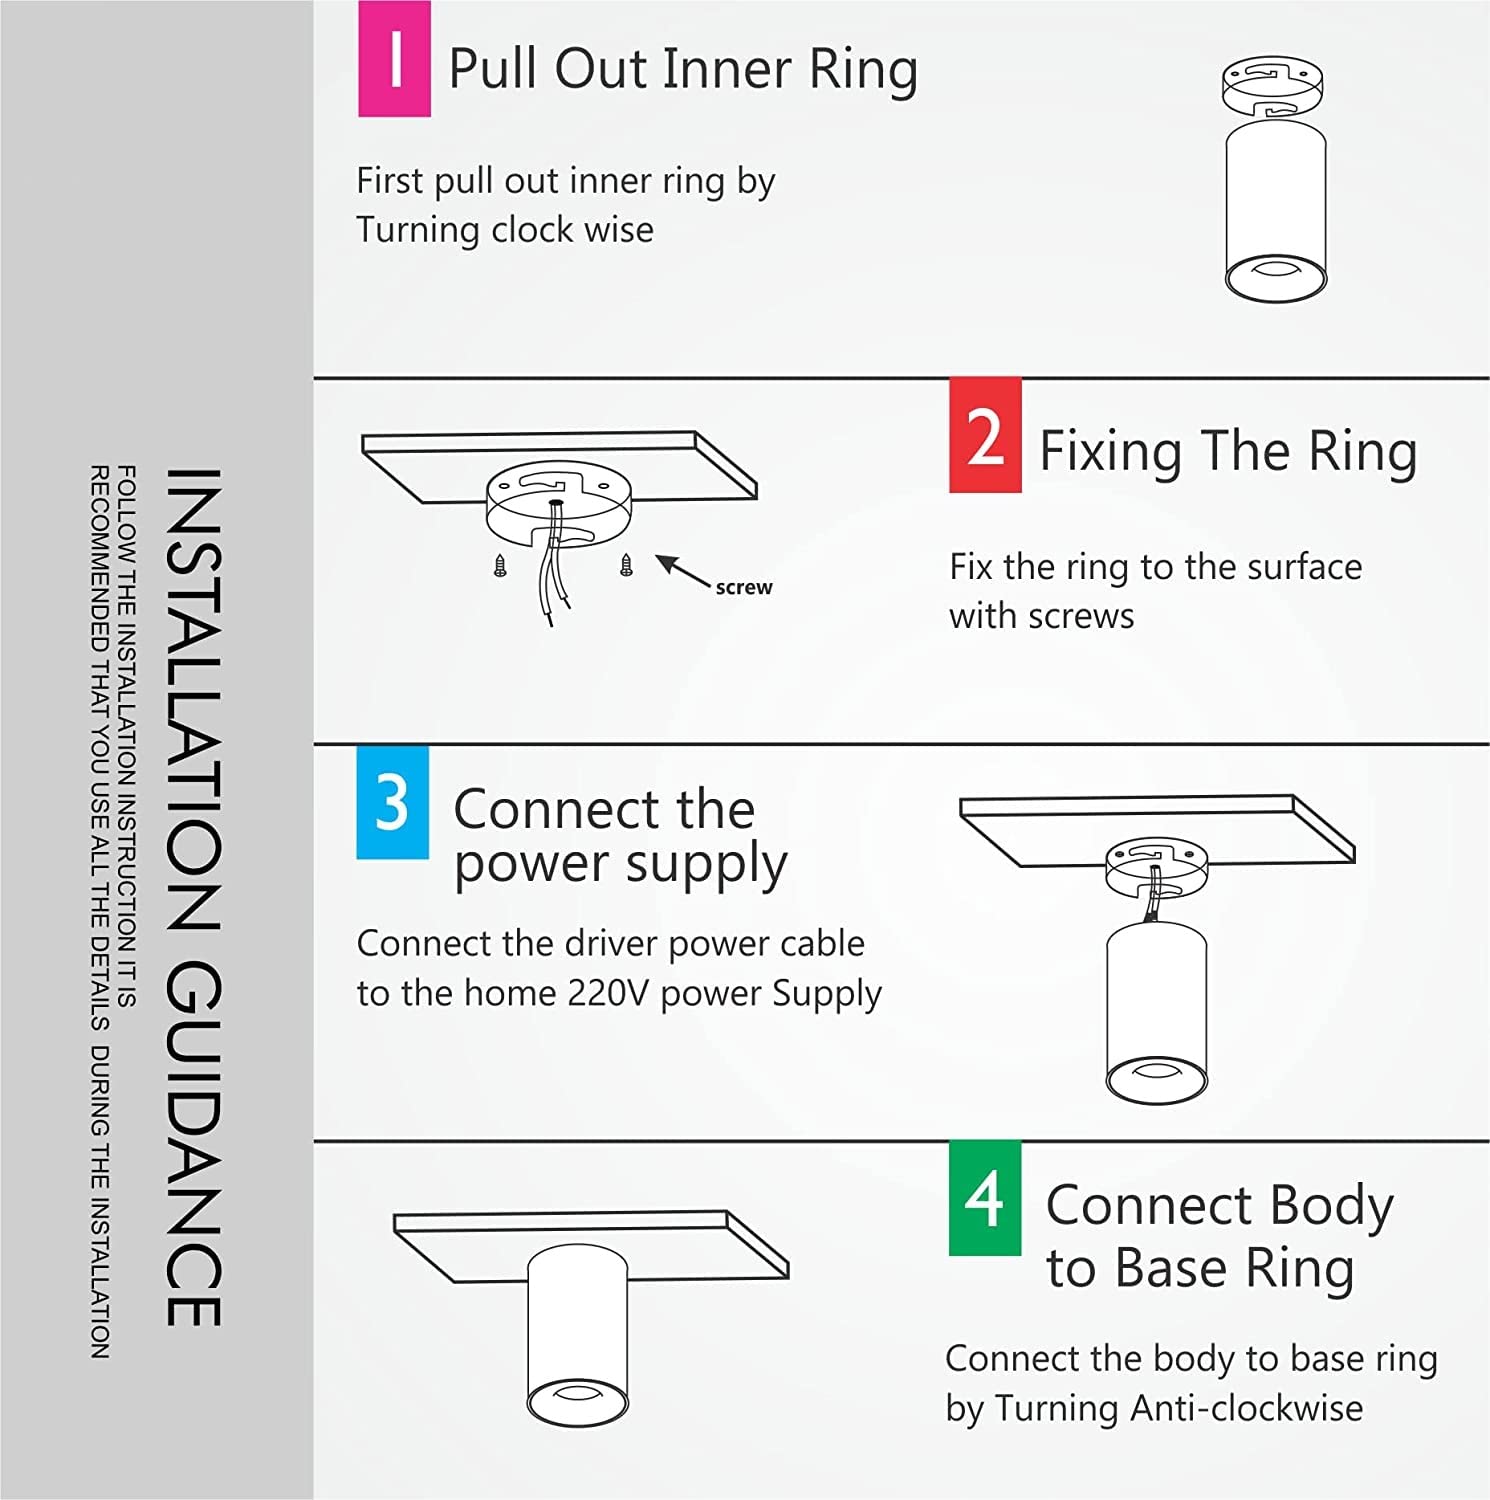 INSTALLATION GUIDANCE
FOLLOW THE INSTALLATION INSTRUCTION IT IS
RECOMMENDED THAT YOU USE ALL THE DETAILS DURING THE INSTALLATION
1 Pull Out Inner Ring
First pull out inner ring by
Turning clock wise
2 Fixing The Ring
Fix the ring to the surface
with screws
screw
3 Connect the
power supply
Connect the driver power cable
to the home 220V power Supply
4 Connect Body
to Base Ring
Connect the body to base ring
by Turning Anti-clockwise